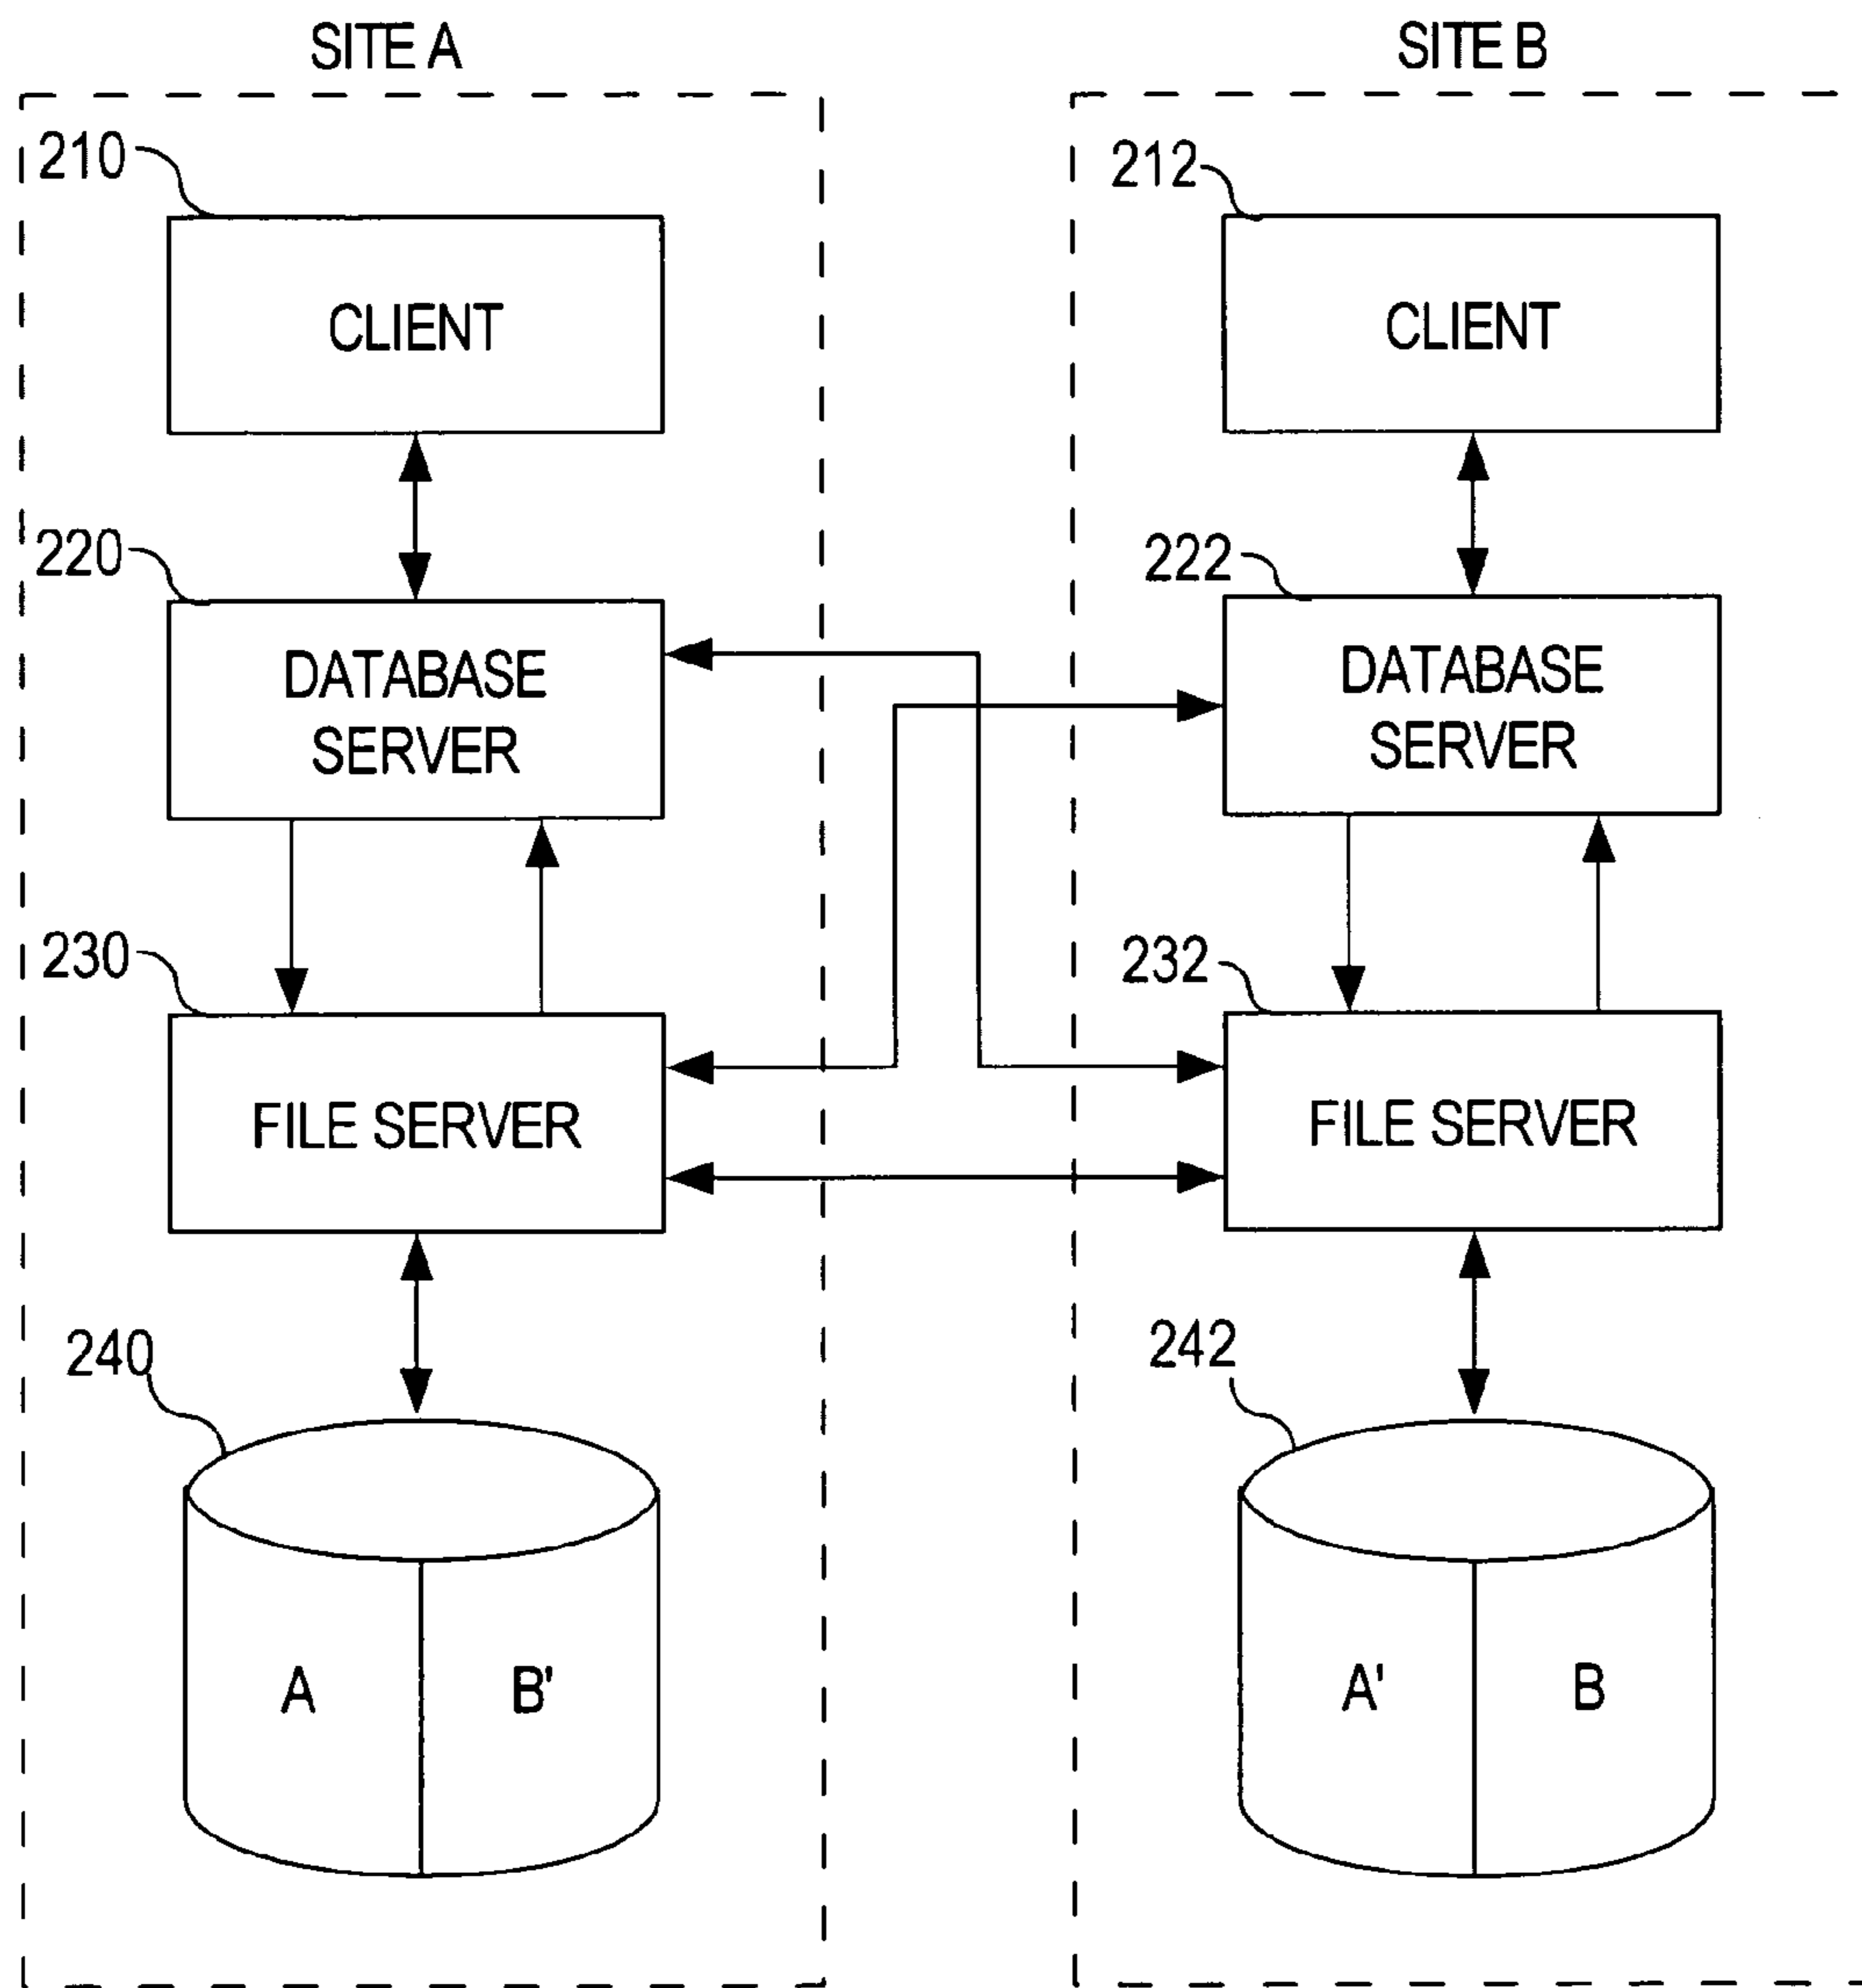 SITE A
210
CLIENT
220
DATABASE
SERVER
230
FILE SERVER
240
A
B'
SITE B
212
CLIENT
222
DATABASE
SERVER
232
FILE SERVER
242
A'
B